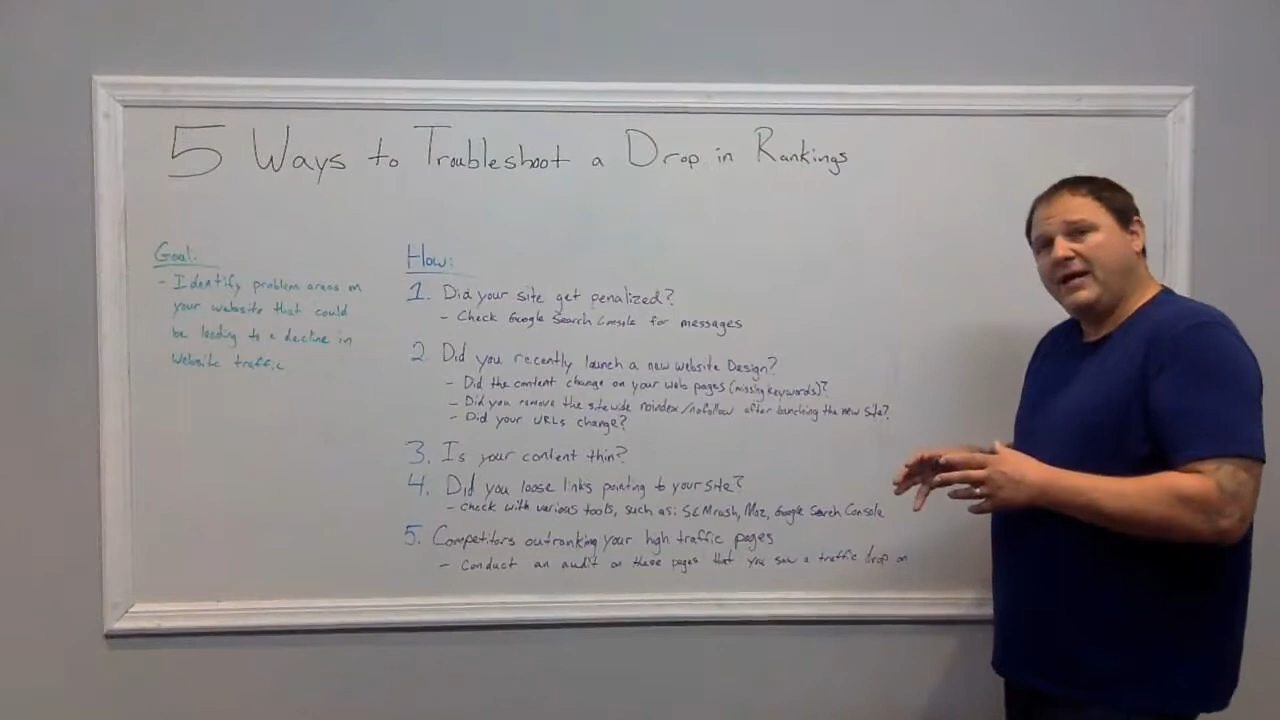 5 Ways to Troubleshoot a Drop in Rankings
Goal:
- Identify problem areas on
your website that could
be leading to a decline in
website traffic
How:
1. Did your site get penalized?
- Check Google Search Console for messages
2. Did you recently launch a new website Design?
- Did the content change on your web pages (missing keywords)?
- Did you remove the sitewide noindex/nofollow after launching the new site?
- Did your URLs change?
3. Is your content thin?
4. Did you loose links pointing to your site?
- Check with various tools, such as: SEMrush, Moz, Google Search Console
5. Competitors outranking your high traffic pages
- Conduct an audit on these pages that you saw a traffic drop on